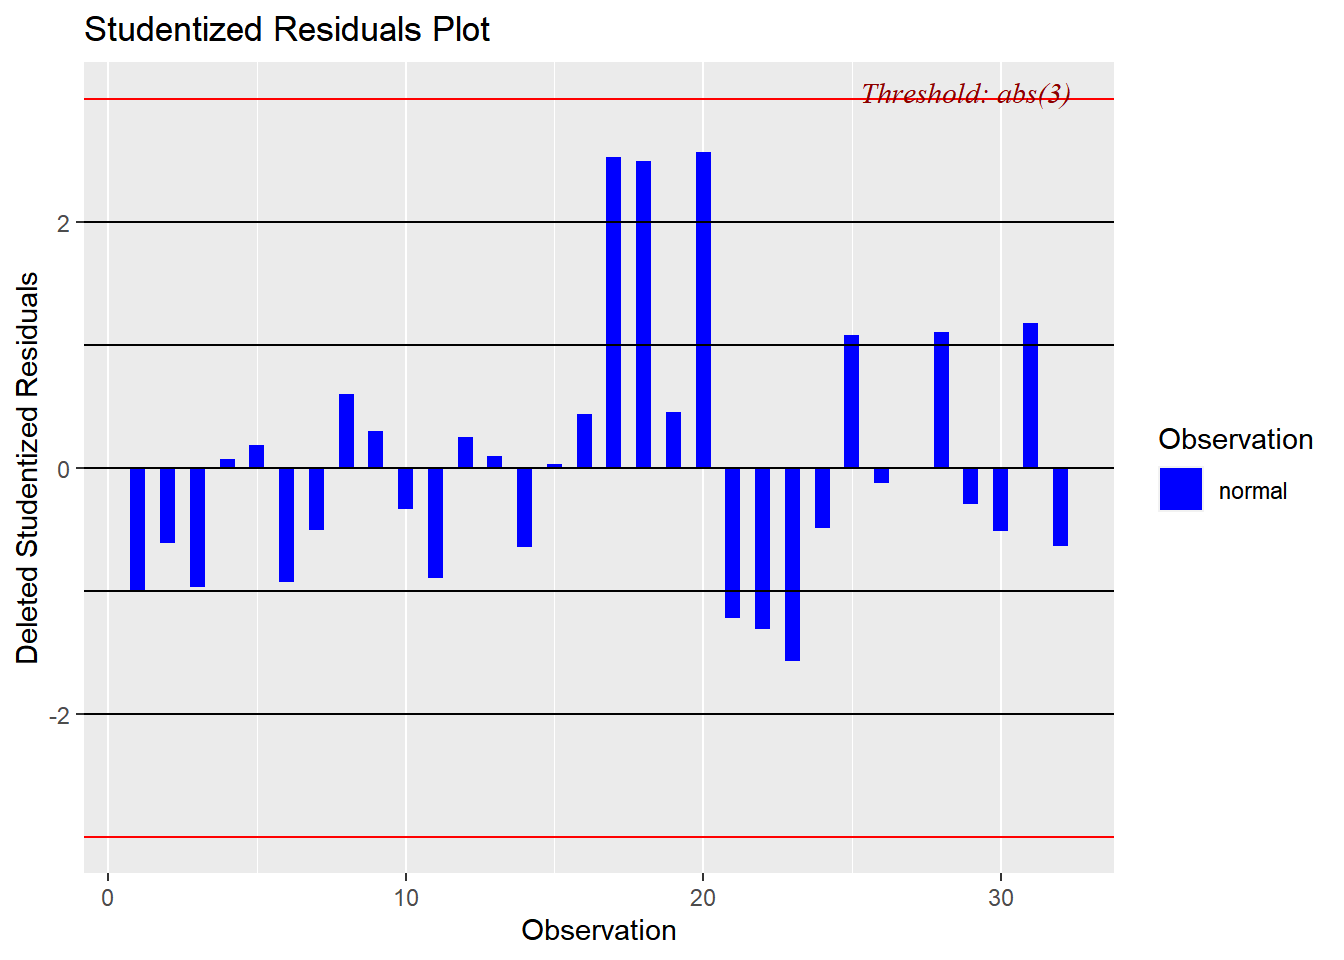 Studentized Residuals Plot
Threshold: abs(3)
Deleted Studentized Residuals
2
0
-2
0
10
20
30
Observation
Observation
normal